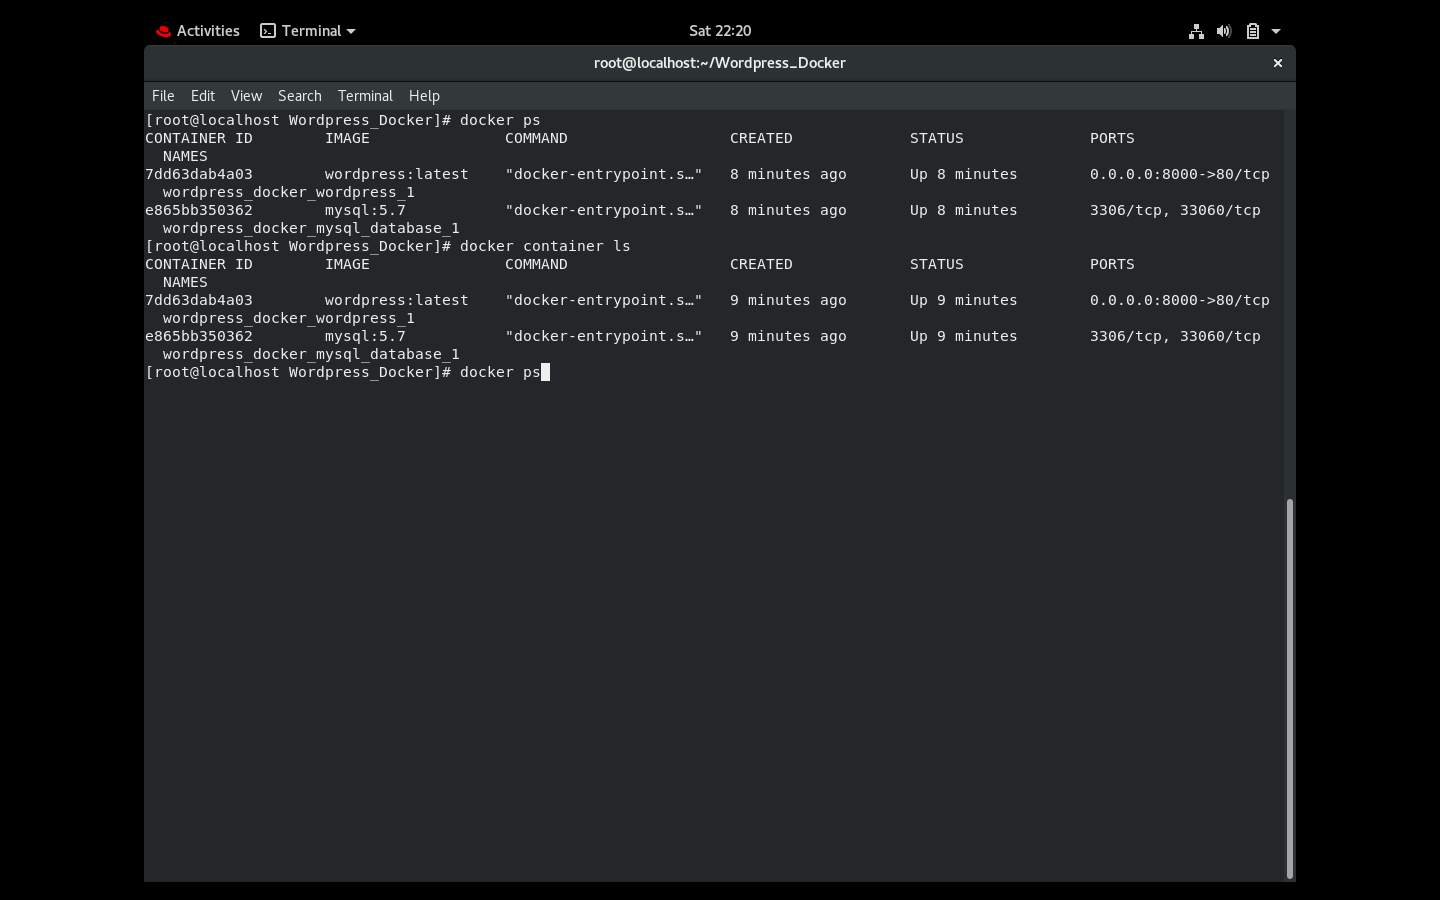 Activities Terminal Sat 22:20
root@localhost:~/Wordpress_Docker ×
File Edit View Search Terminal Help
[root@localhost Wordpress_Docker]# docker ps
CONTAINER ID        IMAGE               COMMAND                  CREATED             STATUS              PORTS
  NAMES
7dd63dab4a03        wordpress:latest    "docker-entrypoint.s…"   8 minutes ago       Up 8 minutes        0.0.0.0:8000->80/tcp
  wordpress_docker_wordpress_1
e865bb350362        mysql:5.7           "docker-entrypoint.s…"   8 minutes ago       Up 8 minutes        3306/tcp, 33060/tcp
  wordpress_docker_mysql_database_1
[root@localhost Wordpress_Docker]# docker container ls
CONTAINER ID        IMAGE               COMMAND                  CREATED             STATUS              PORTS
  NAMES
7dd63dab4a03        wordpress:latest    "docker-entrypoint.s…"   9 minutes ago       Up 9 minutes        0.0.0.0:8000->80/tcp
  wordpress_docker_wordpress_1
e865bb350362        mysql:5.7           "docker-entrypoint.s…"   9 minutes ago       Up 9 minutes        3306/tcp, 33060/tcp
  wordpress_docker_mysql_database_1
[root@localhost Wordpress_Docker]# docker ps